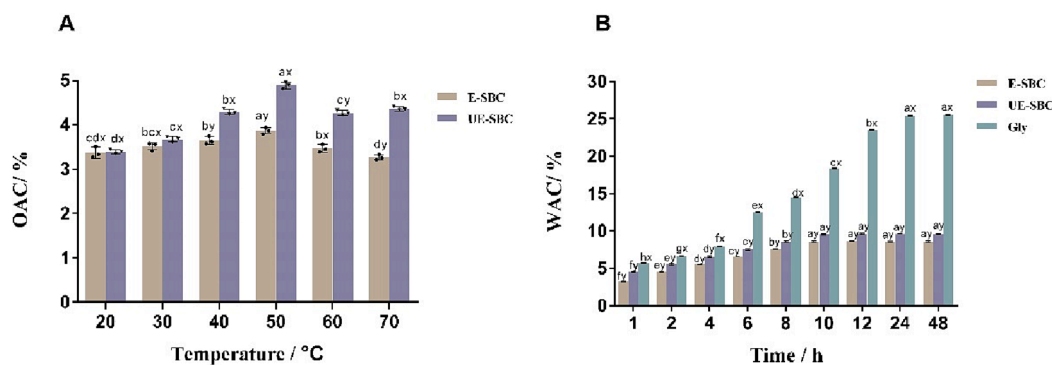 A
OAC/ %
5
4
3
2
1
0
cdx dx bcx cx by bx ay ax bx cy dy bx
20 30 40 50 60 70
Temperature / °C
E-SBC
UE-SBC
B
WAC/ %
30
25
20
15
10
5
0
fy fy hx ey ey gx dy dy fx cy cy ex by by dx ay ay cx ay ay bx ay ay ax ay ay ax
1 2 4 6 8 10 12 24 48
Time / h
E-SBC
UE-SBC
Gly